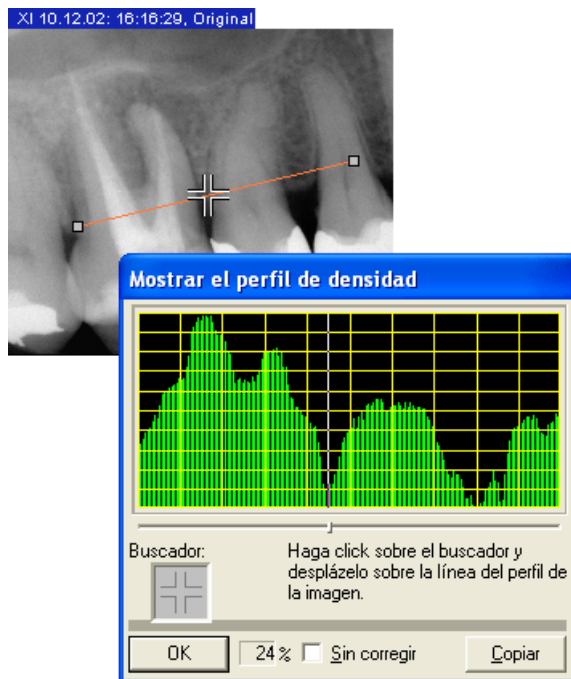 XI 10.12.02: 16:16:29, Original
Mostrar el perfil de densidad
Buscador:
Haga click sobre el buscador y
desplázelo sobre la línea del perfil de
la imagen.
OK
24 %
Sin corregir
Copiar